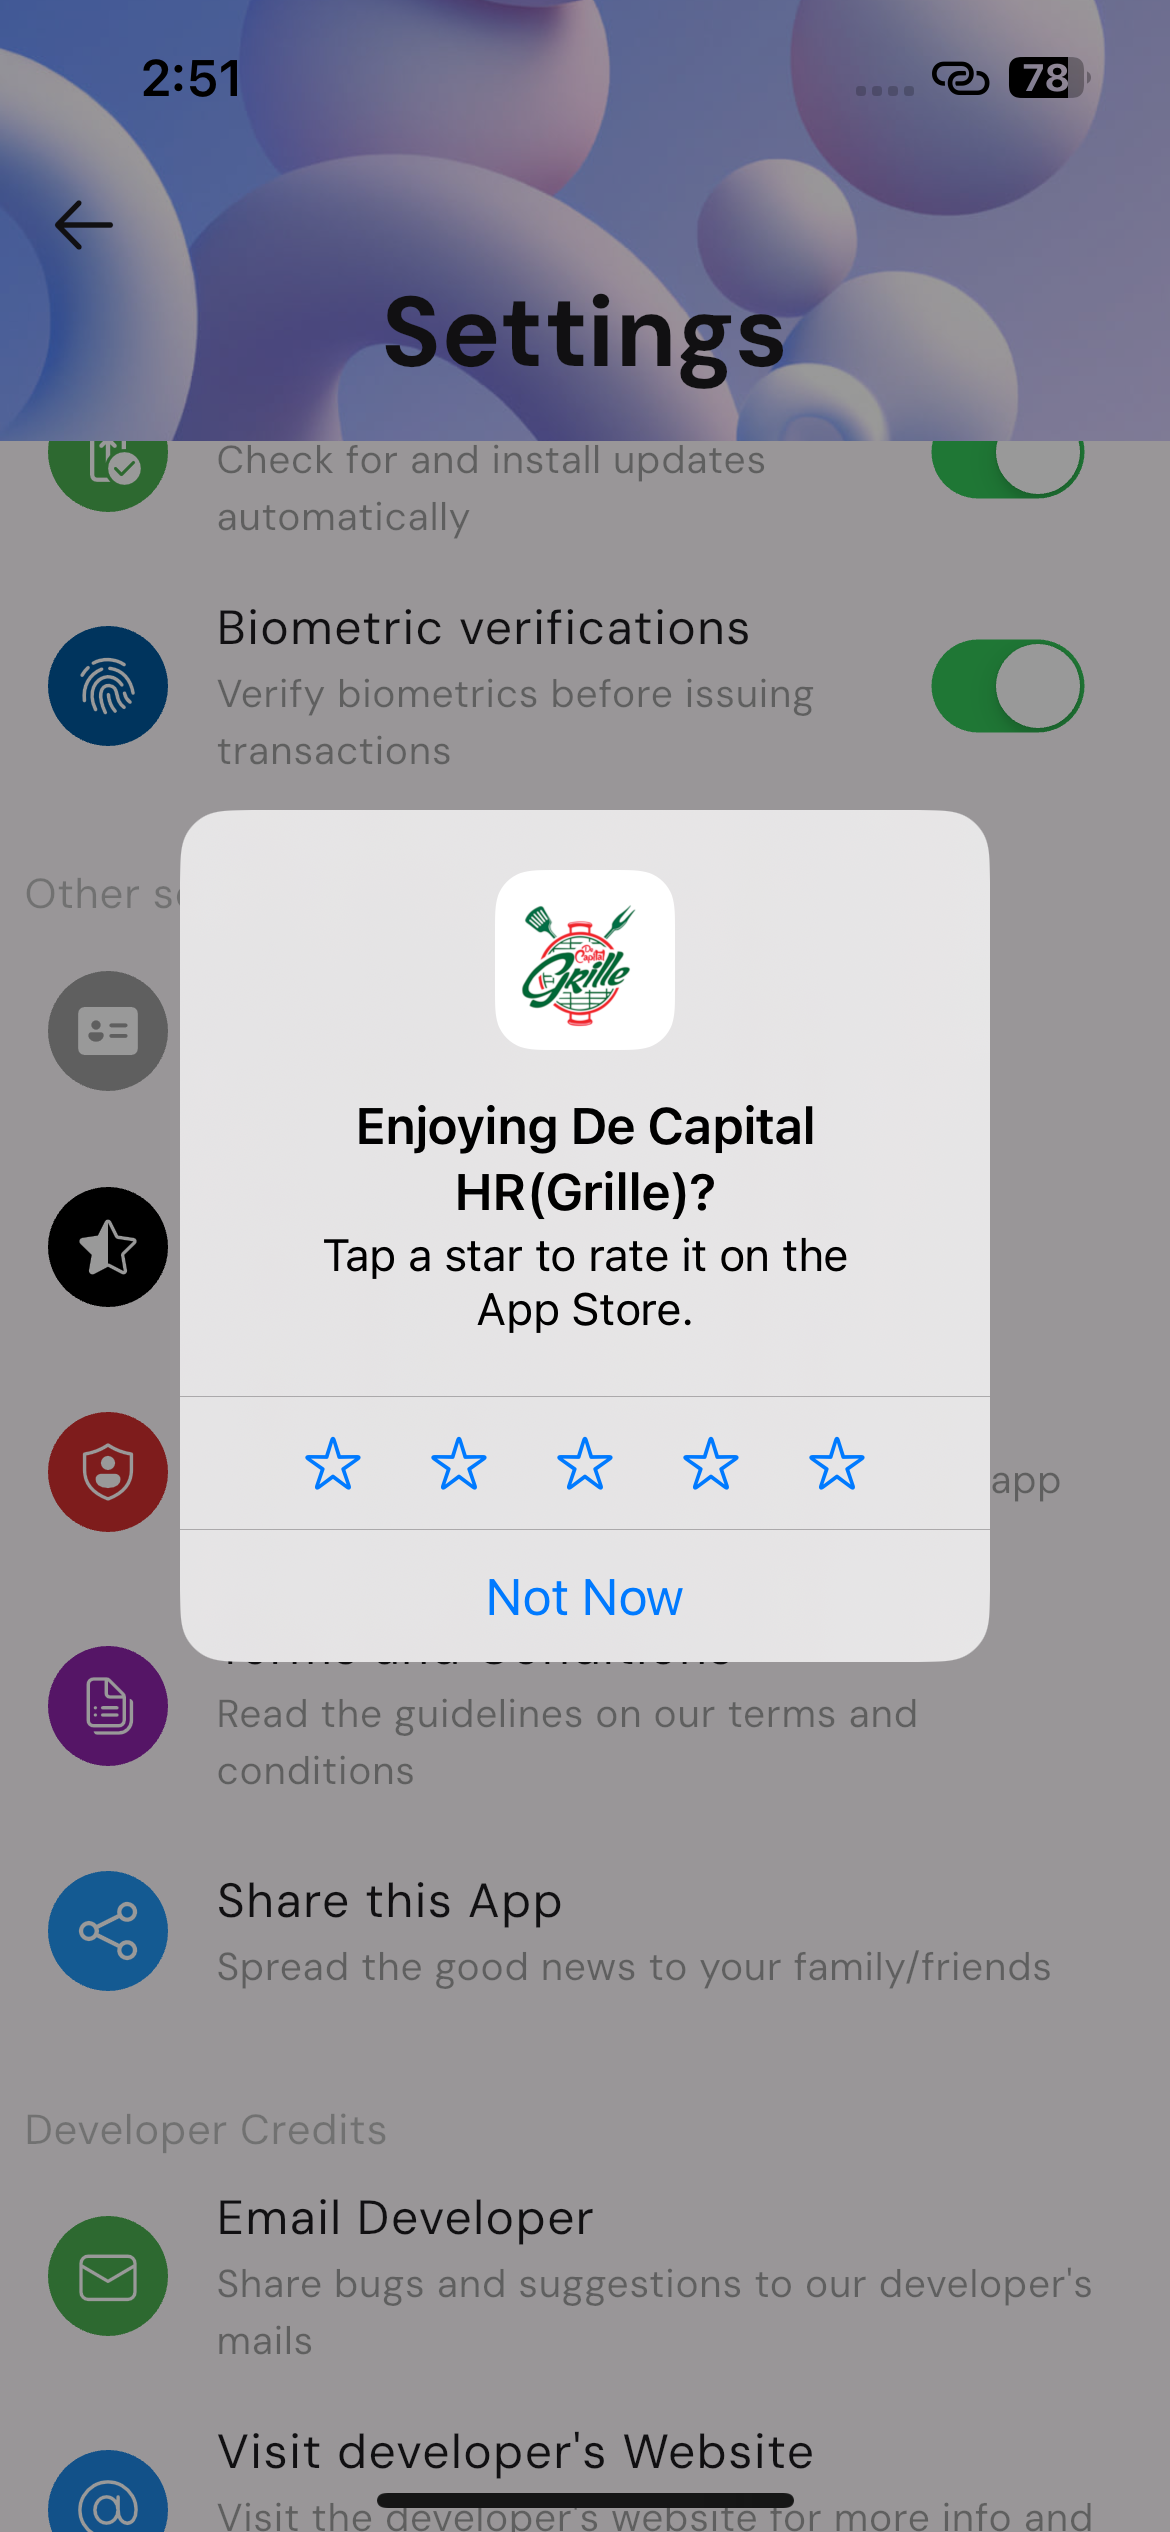 2:51
78
Settings
Check for and install updates
automatically
Biometric verifications
Verify biometrics before issuing
transactions
Other
De
Capital
Grille
Enjoying De Capital
HR(Grille)?
Tap a star to rate it on the
App Store.
app
Not Now
Terms and Conditions
Read the guidelines on our terms and
conditions
Share this App
Spread the good news to your family/friends
Developer Credits
Email Developer
Share bugs and suggestions to our developer's
mails
Visit developer's Website
Visit the developer's website for more info and